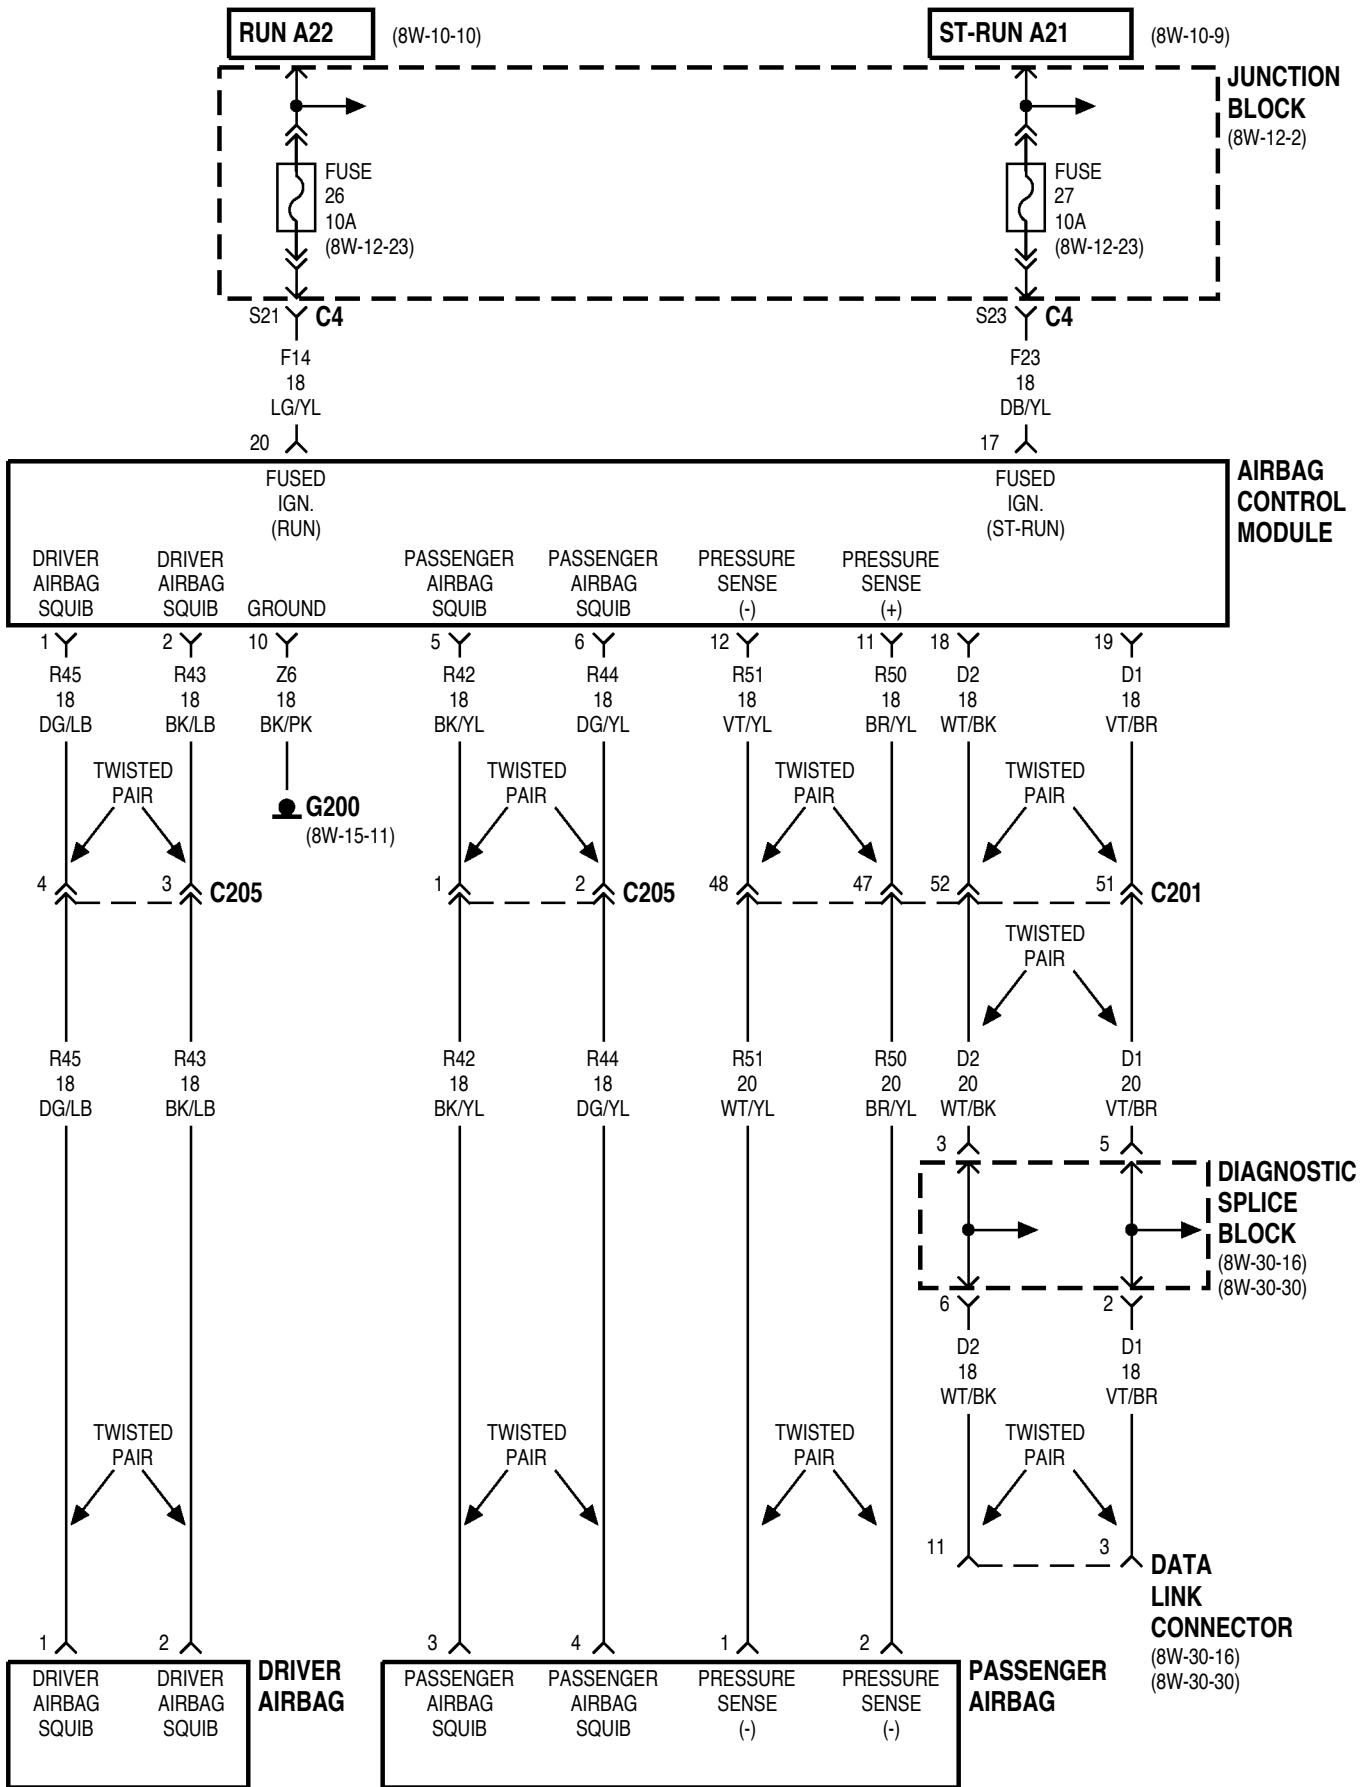 RUN A22 (8W-10-10) ST-RUN A21 (8W-10-9)
JUNCTION
BLOCK
(8W-12-2)
FUSE
26
10A
(8W-12-23)
FUSE
27
10A
(8W-12-23)
S21 C4 S23 C4
F14 F23
18 18
LG/YL DB/YL
20 17
AIRBAG
CONTROL
MODULE
FUSED
IGN.
(RUN)
FUSED
IGN.
(ST-RUN)
DRIVER
AIRBAG
SQUIB
DRIVER
AIRBAG
SQUIB
GROUND
PASSENGER
AIRBAG
SQUIB
PASSENGER
AIRBAG
SQUIB
PRESSURE
SENSE
(-)
PRESSURE
SENSE
(+)
1 2 10 5 6 12 11 18 19
R45 R43 Z6 R42 R44 R51 R50 D2 D1
18 18 18 18 18 18 18 18 18
DG/LB BK/LB BK/PK BK/YL DG/YL VT/YL BR/YL WT/BK VT/BR
TWISTED
PAIR
TWISTED
PAIR
TWISTED
PAIR
TWISTED
PAIR
G200
(8W-15-11)
4 3 C205 1 2 C205 48 47 52 51 C201
TWISTED
PAIR
R45 R43 R42 R44 R51 R50 D2 D1
18 18 18 18 20 20 20 20
DG/LB BK/LB BK/YL DG/YL WT/YL BR/YL WT/BK VT/BR
3 5
DIAGNOSTIC
SPLICE
BLOCK
(8W-30-16)
(8W-30-30)
6 2
D2 D1
18 18
WT/BK VT/BR
TWISTED
PAIR
TWISTED
PAIR
TWISTED
PAIR
TWISTED
PAIR
11 3
DATA
LINK
CONNECTOR
(8W-30-16)
(8W-30-30)
1 2 3 4 1 2
DRIVER
AIRBAG
SQUIB
DRIVER
AIRBAG
SQUIB
DRIVER
AIRBAG
PASSENGER
AIRBAG
SQUIB
PASSENGER
AIRBAG
SQUIB
PRESSURE
SENSE
(-)
PRESSURE
SENSE
(-)
PASSENGER
AIRBAG